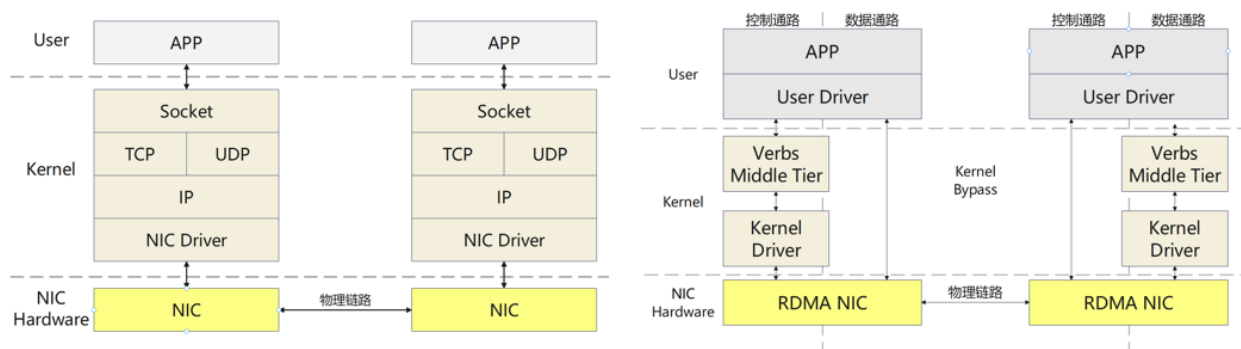 User
APP
APP
Kernel
Socket
TCP
UDP
IP
NIC Driver
Socket
TCP
UDP
IP
NIC Driver
NIC
Hardware
NIC
物理链路
NIC
控制通路
数据通路
控制通路
数据通路
User
APP
User Driver
APP
User Driver
Kernel
Verbs
Middle Tier
Kernel
Driver
Kernel
Bypass
Verbs
Middle Tier
Kernel
Driver
NIC
Hardware
RDMA NIC
物理链路
RDMA NIC